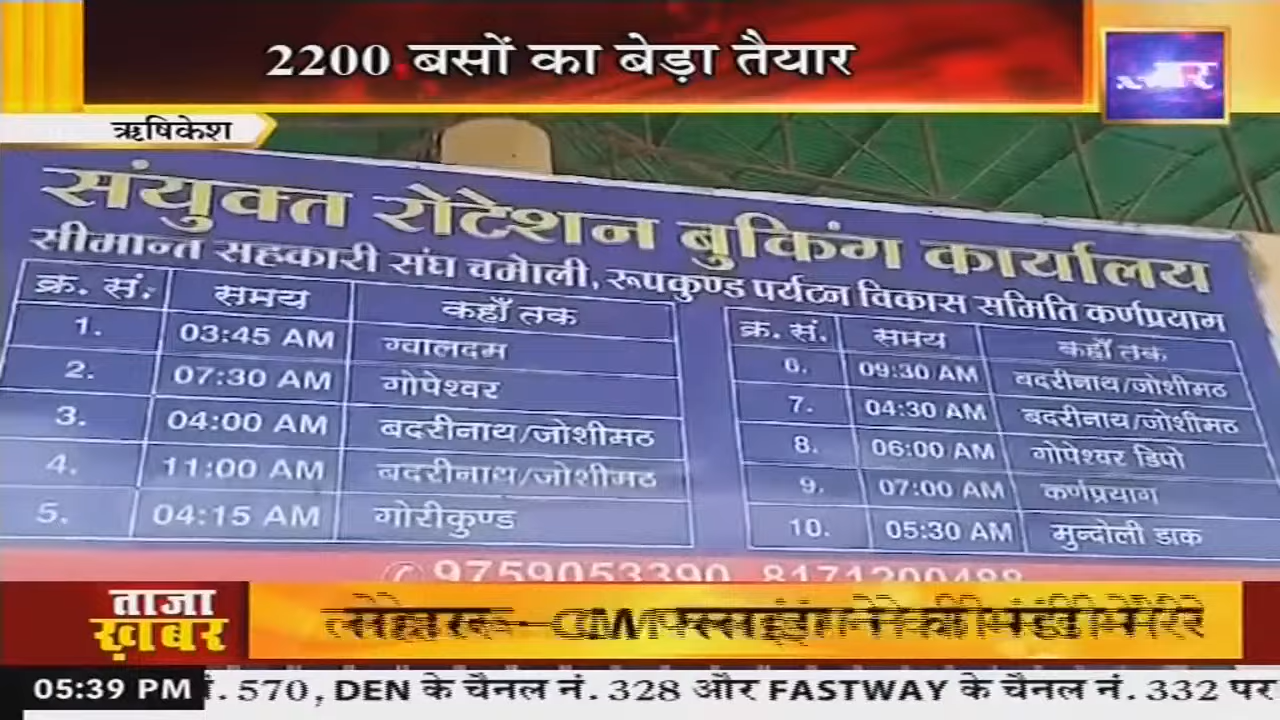 2200 बसों का बेड़ा तैयार
ऋषिकेश
संयुक्त रोटेशन बुकिंग कार्यालय
सीमान्त सहकारी संघ चमोली, रूपकुण्ड पर्यटन विकास समिति कर्णप्रयाग
क्र. सं. समय कहाँ तक
1. 03:45 AM ग्वालदम
2. 07:30 AM गोपेश्वर
3. 04:00 AM बदरीनाथ/जोशीमठ
4. 11:00 AM बदरीनाथ/जोशीमठ
5. 04:15 AM गोरीकुण्ड
क्र. सं. समय कहाँ तक
6. 09:30 AM बदरीनाथ/जोशीमठ
7. 04:30 AM बदरीनाथ/जोशीमठ
8. 06:00 AM गोपेश्वर डिपो
9. 07:00 AM कर्णप्रयाग
10. 05:30 AM मुन्दोली डाक
9759053390, 8171200488
ताजा
ख़बर
05:39 PM
. 570, DEN के चैनल नं. 328 और FASTWAY के चैनल नं. 332 पर